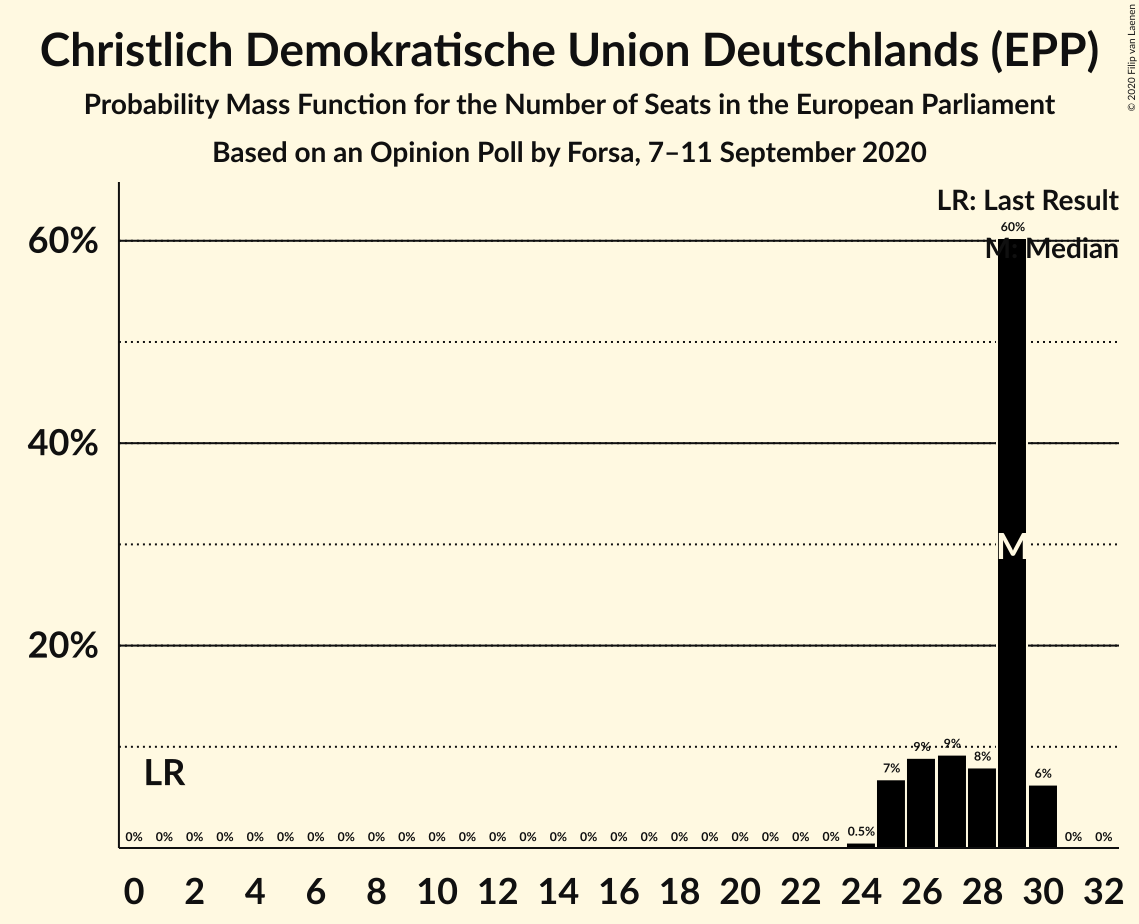 Christlich Demokratische Union Deutschlands (EPP)
Probability Mass Function for the Number of Seats in the European Parliament
Based on an Opinion Poll by Forsa, 7–11 September 2020
© 2020 Filip van Laenen
LR: Last Result
M: Median
60%
40%
20%
60%
M
LR
0% 0% 0% 0% 0% 0% 0% 0% 0% 0% 0% 0% 0% 0% 0% 0% 0% 0% 0% 0% 0% 0% 0% 0% 0.5% 7% 9% 9% 8% 6% 0% 0%
0 2 4 6 8 10 12 14 16 18 20 22 24 26 28 30 32